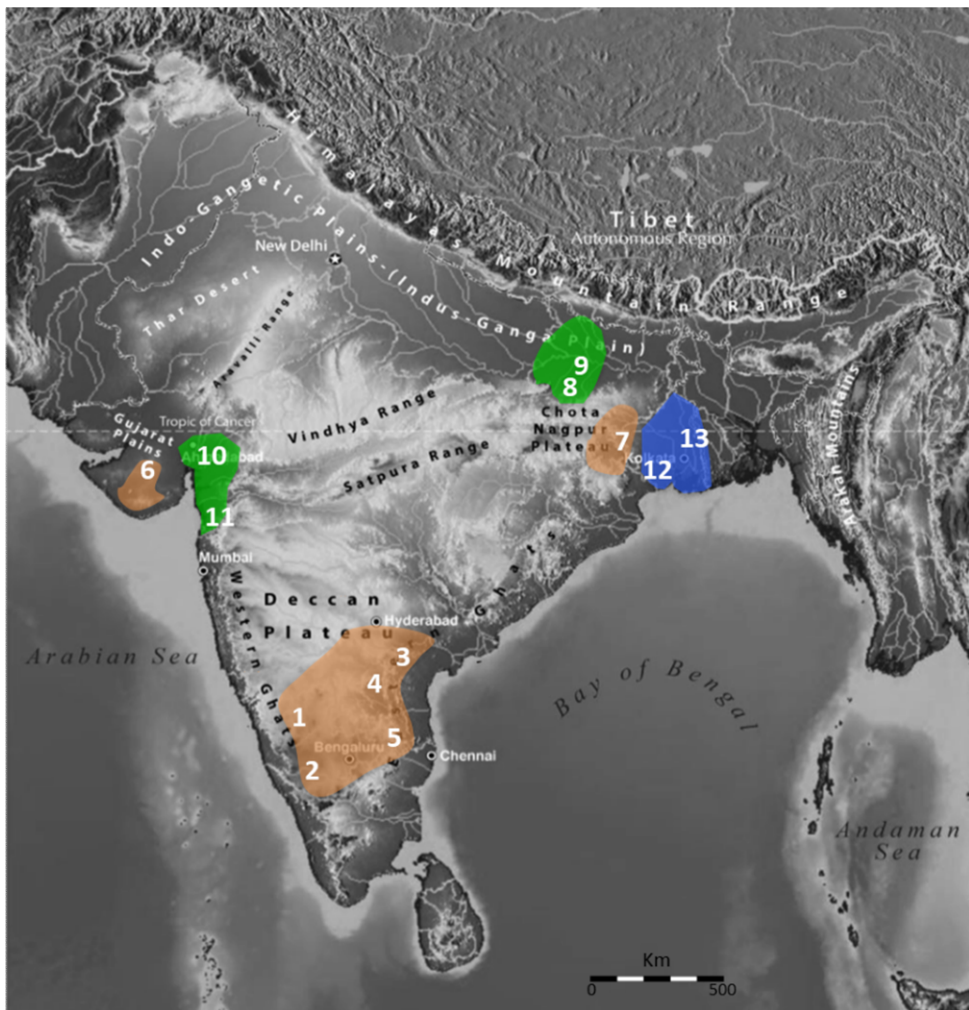 Himalayas Mountain Range
Tibet
Autonomous Region
Indo-Gangetic Plains-(Indus-Ganga Plain)
New Delhi
Thar Desert
Aravalli Range
9
8
Vindhya Range
Chota
Nagpur
Plateau
7
13
Kolkata
12
Tropic of Cancer
Gujarat
Plains
10
Ahmedabad
6
Satpura Range
11
Arakan Mountains
Mumbai
Western Ghats
Deccan
Plateau
Hyderabad
Eastern Ghats
Arabian Sea
3
4
Bay of Bengal
1
5
Bengaluru
Chennai
2
Andaman
Sea
Km
0 500